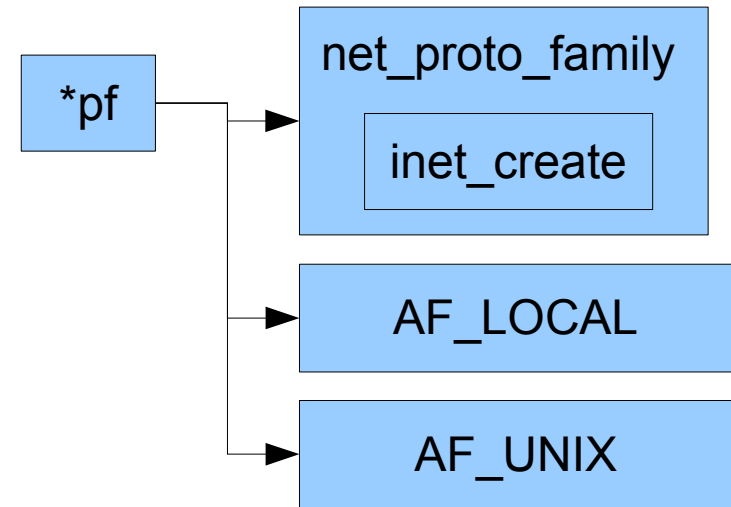 *pf
net_proto_family
inet_create
AF_LOCAL
AF_UNIX